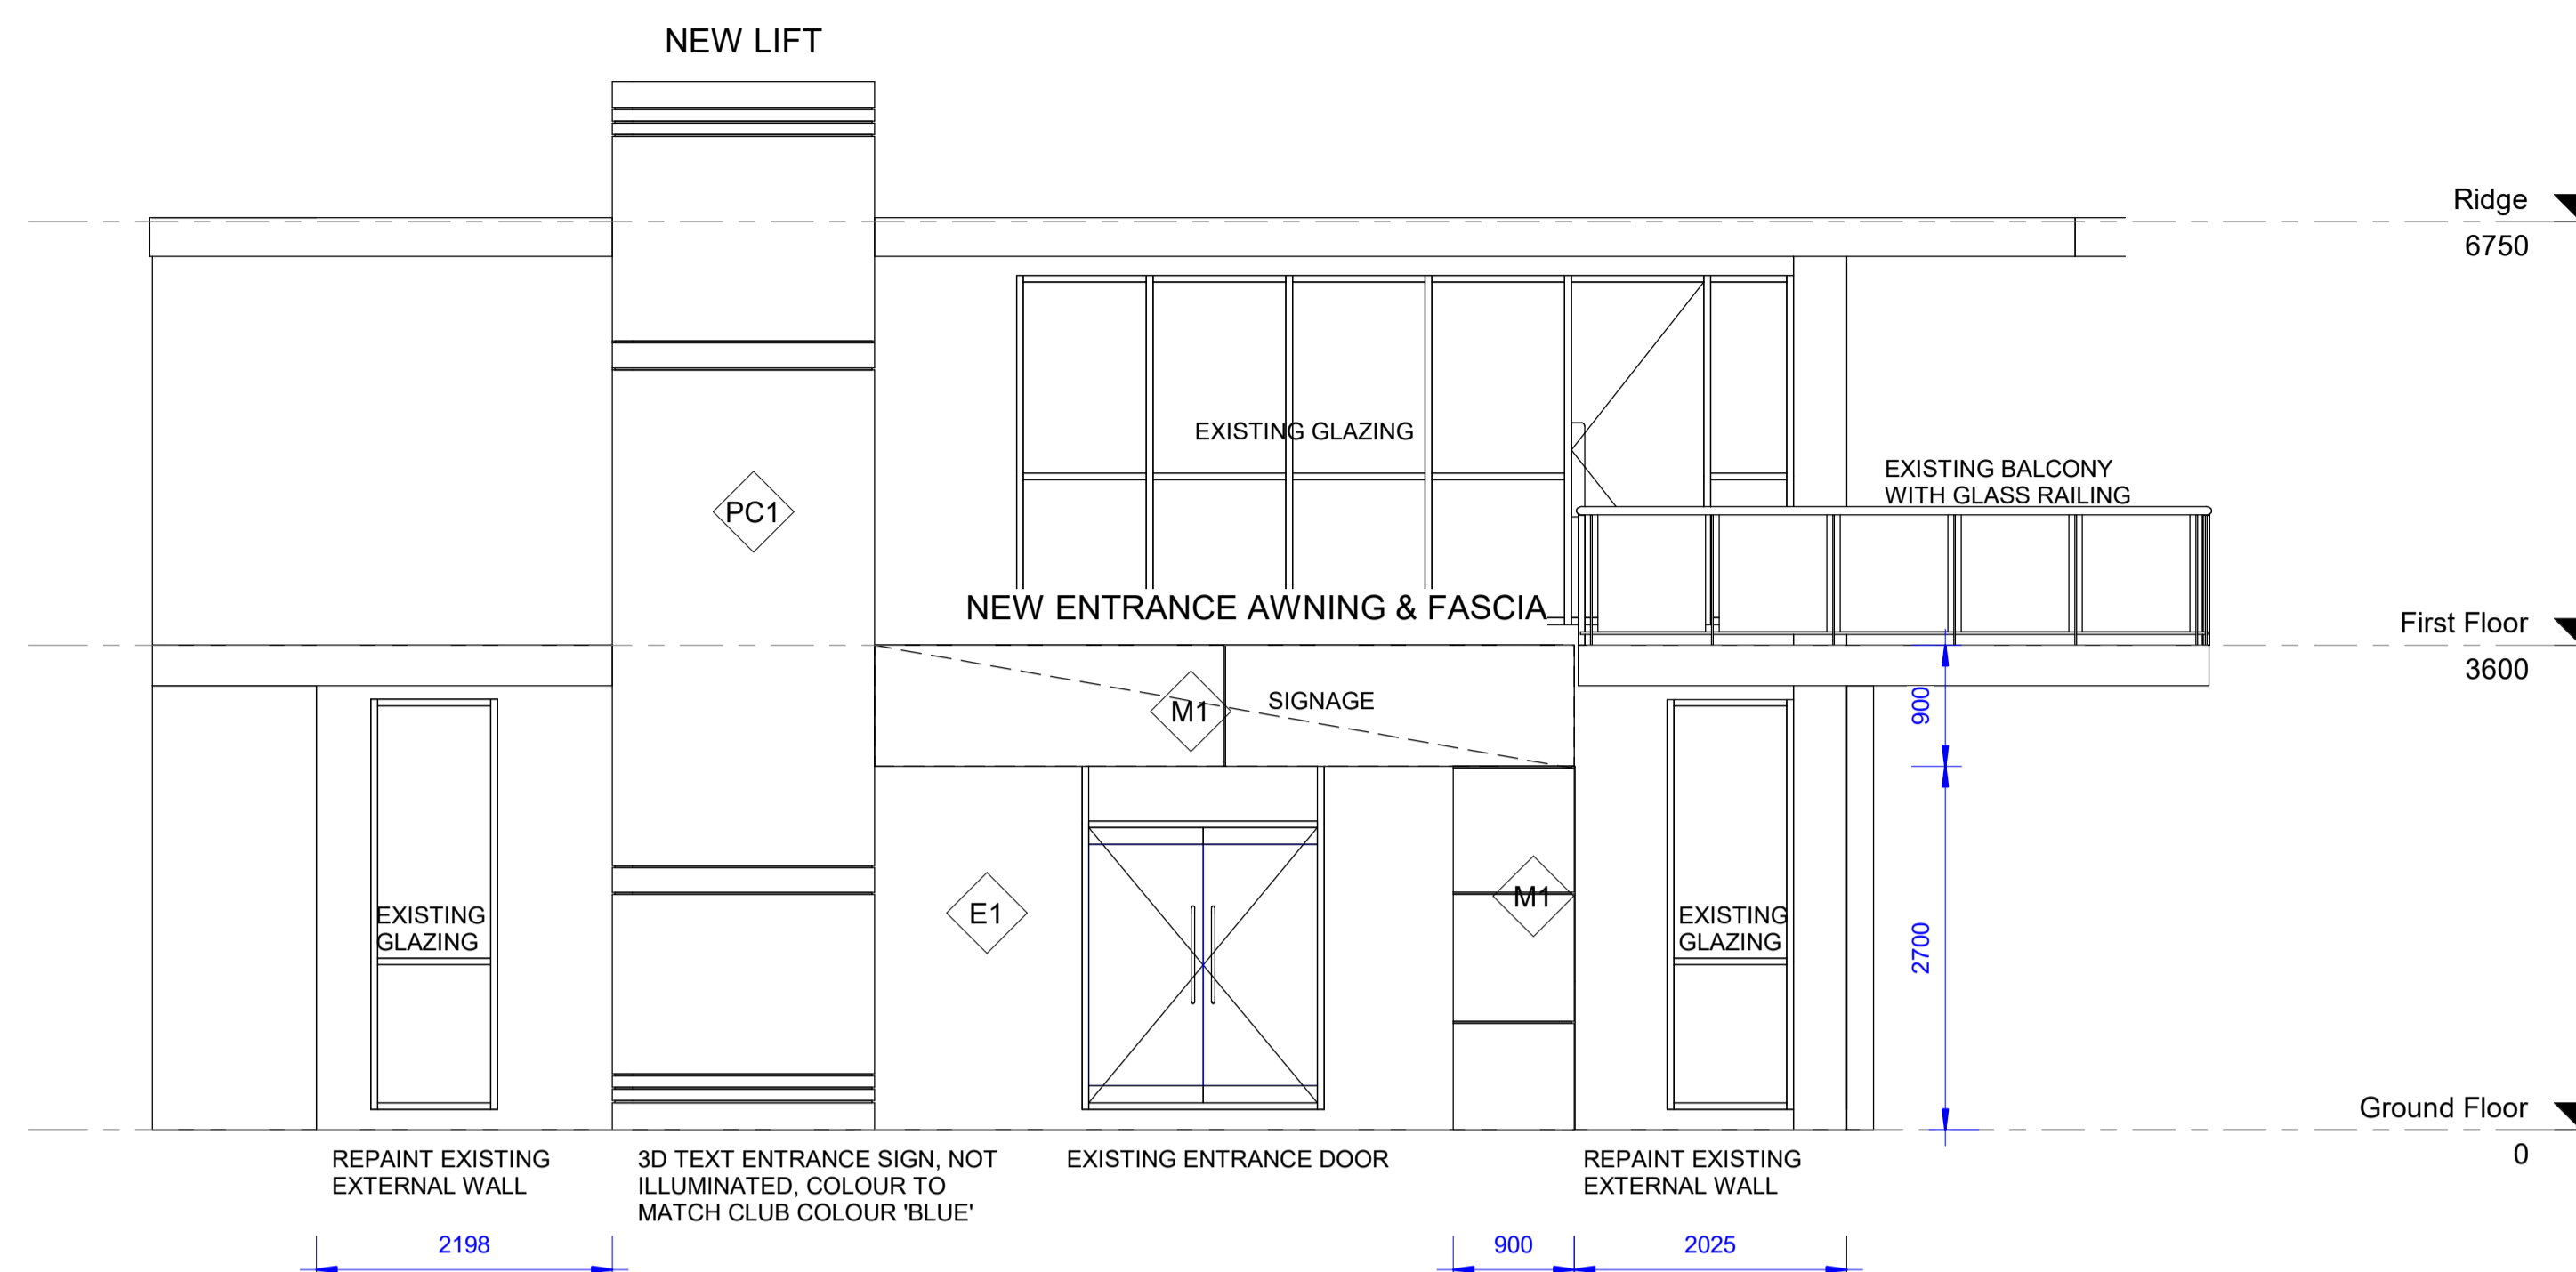 NEW LIFT
Ridge
6750
EXISTING GLAZING
EXISTING BALCONY
WITH GLASS RAILING
PC1
NEW ENTRANCE AWNING & FASCIA
First Floor
3600
M1
SIGNAGE
900
2700
EXISTING
GLAZING
E1
M1
EXISTING
GLAZING
Ground Floor
0
REPAINT EXISTING
EXTERNAL WALL
3D TEXT ENTRANCE SIGN, NOT
ILLUMINATED, COLOUR TO
MATCH CLUB COLOUR 'BLUE'
EXISTING ENTRANCE DOOR
REPAINT EXISTING
EXTERNAL WALL
2198
900
2025